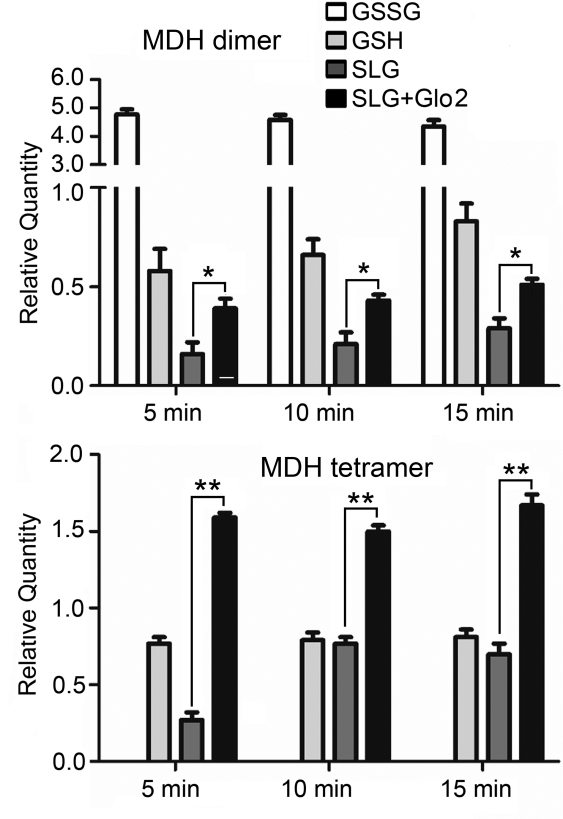 GSSG
MDH dimer
GSH
SLG
SLG+Glo2
6.0
5.0
4.0
3.0
1.0
0.5
0.0
Relative Quantity
*
*
*
5 min 10 min 15 min
MDH tetramer
2.0
1.5
1.0
0.5
0.0
Relative Quantity
**
**
**
5 min 10 min 15 min